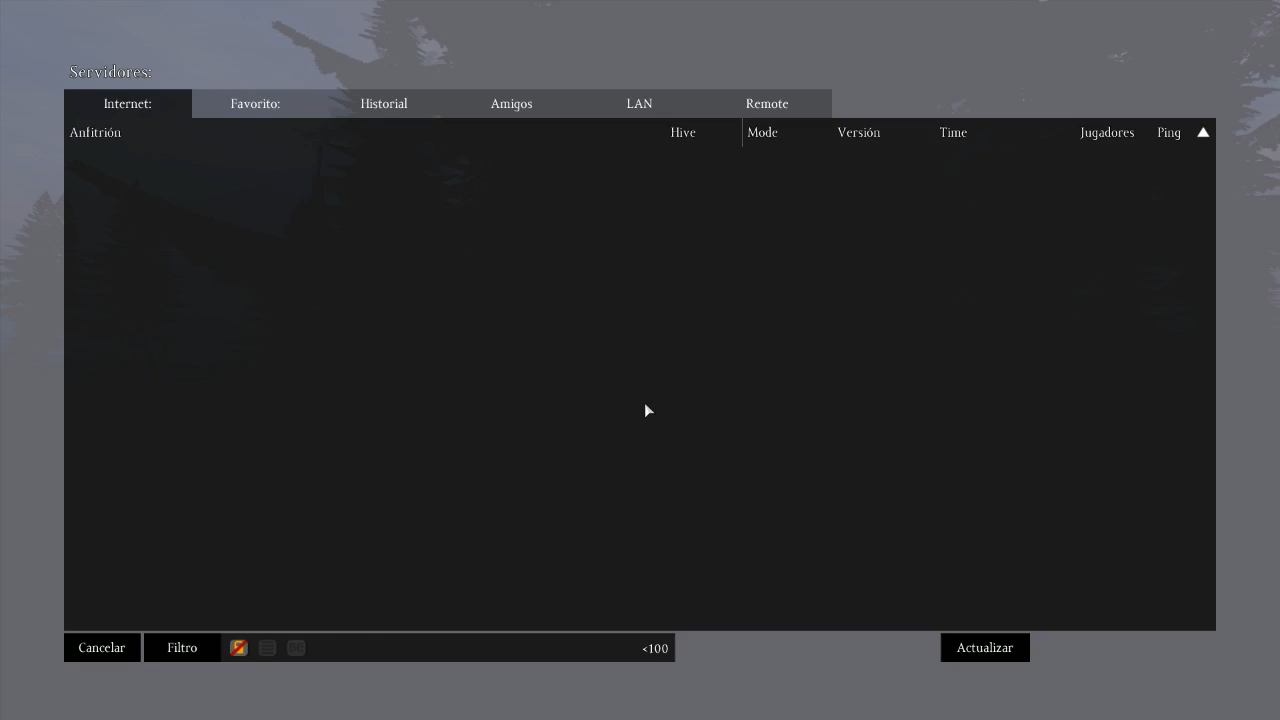 Servidores:
Internet: Favorito: Historial Amigos LAN Remote
Anfitrión Hive Mode Versión Time Jugadores Ping
Cancelar Filtro <100 Actualizar